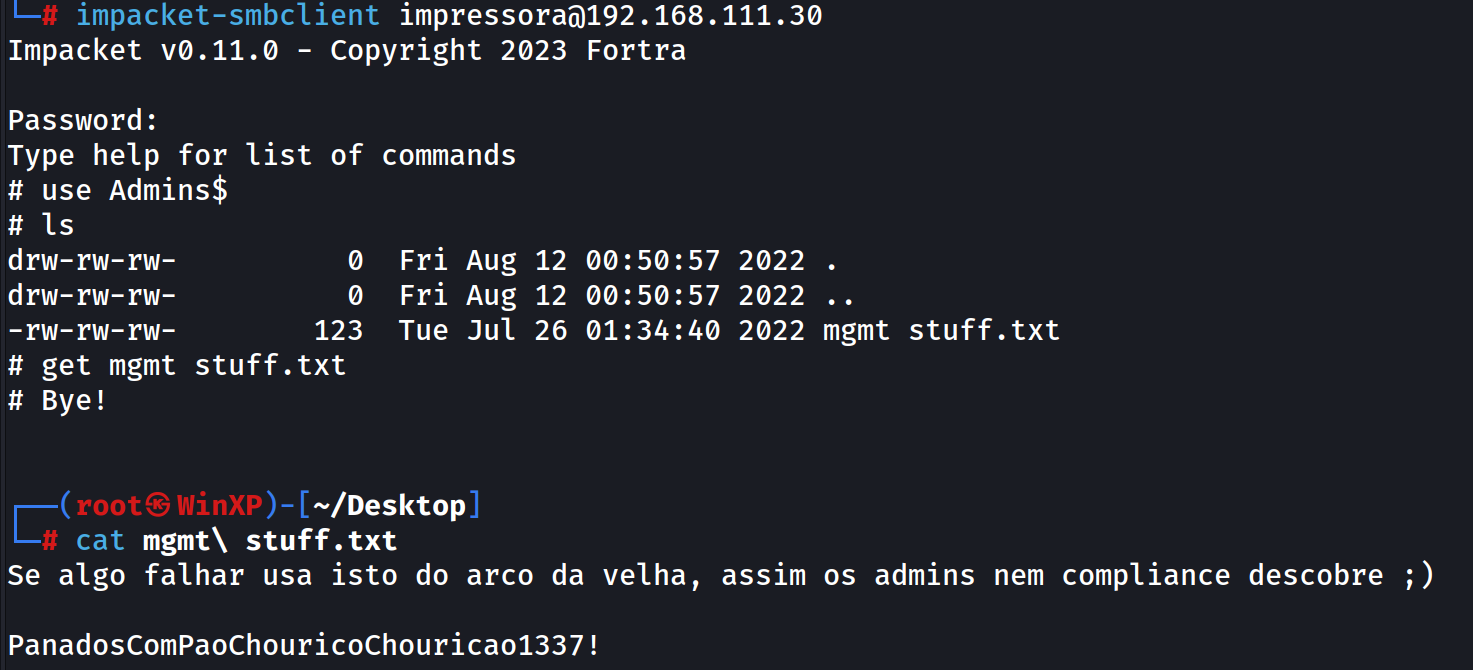 └─# impacket-smbclient impressora@192.168.111.30
Impacket v0.11.0 - Copyright 2023 Fortra
Password:
Type help for list of commands
# use Admins$
# ls
drw-rw-rw-          0  Fri Aug 12 00:50:57 2022 .
drw-rw-rw-          0  Fri Aug 12 00:50:57 2022 ..
-rw-rw-rw-        123  Tue Jul 26 01:34:40 2022 mgmt stuff.txt
# get mgmt stuff.txt
# Bye!
┌──(root㉿WinXP)-[~/Desktop]
└─# cat mgmt\ stuff.txt
Se algo falhar usa isto do arco da velha, assim os admins nem compliance descobre ;)
PanadosComPaoChouricoChouricao1337!